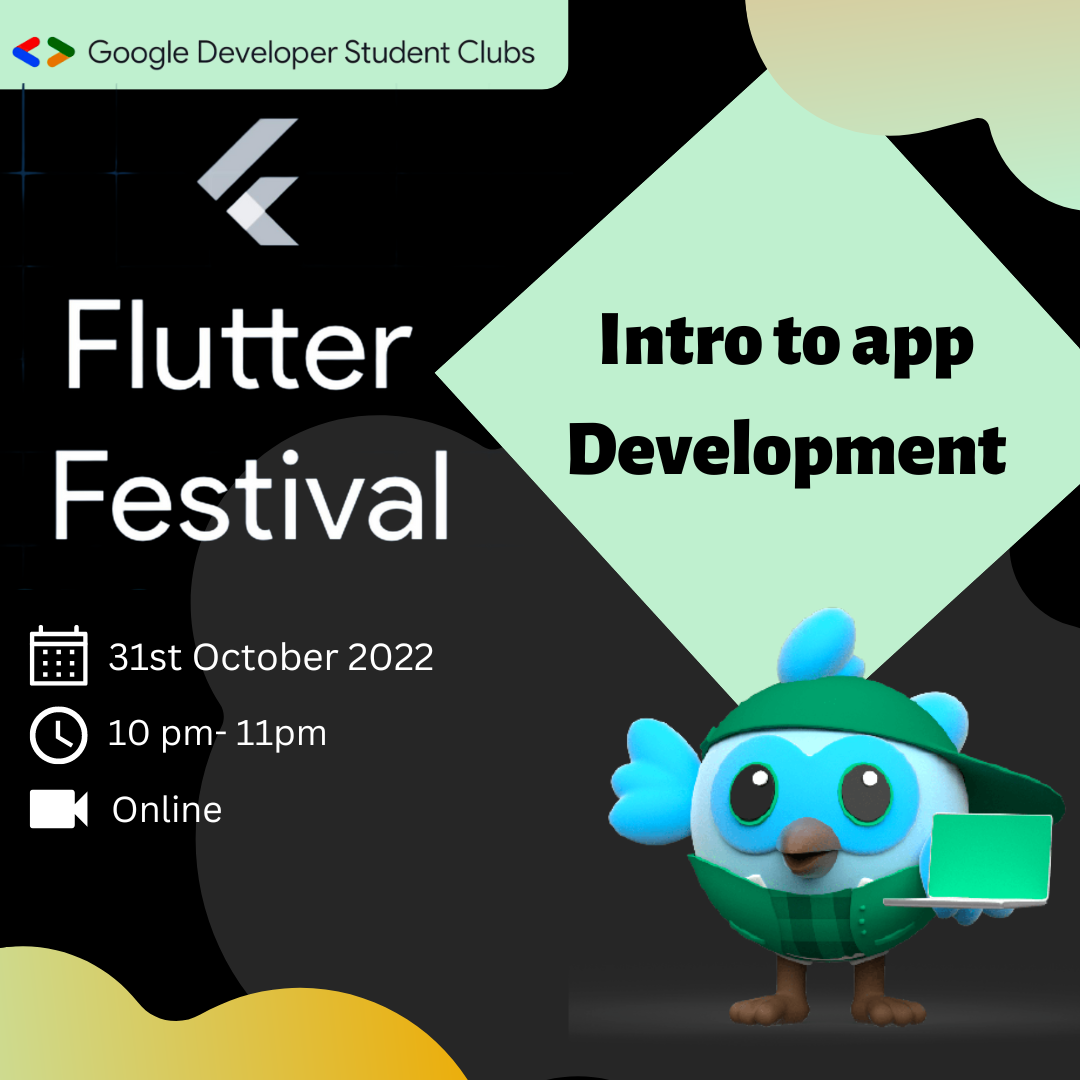 Google Developer Student Clubs
Flutter
Festival
Intro to app
Development
31st October 2022
10 pm- 11pm
Online